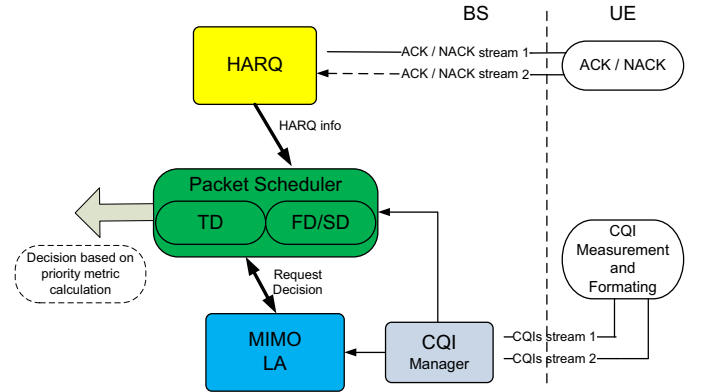 BS
UE
HARQ
ACK / NACK stream 1
ACK / NACK stream 2
ACK / NACK
HARQ info
Packet Scheduler
TD
FD/SD
Decision based on
priority metric
calculation
CQI
Measurement
and
Formating
Request
Decision
MIMO
LA
CQI
Manager
CQIs stream 1
CQIs stream 2